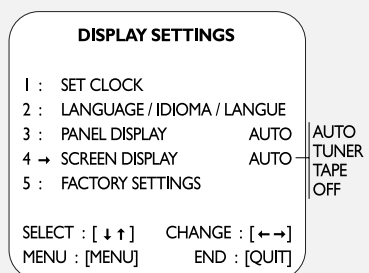 DISPLAY SETTINGS
1 : SET CLOCK
2 : LANGUAGE / IDIOMA / LANGUE
3 : PANEL DISPLAY AUTO
4 → SCREEN DISPLAY AUTO
5 : FACTORY SETTINGS
SELECT : [ ↓ ↑ ] CHANGE : [ ← → ]
MENU : [MENU] END : [QUIT]
AUTO
TUNER
TAPE
OFF